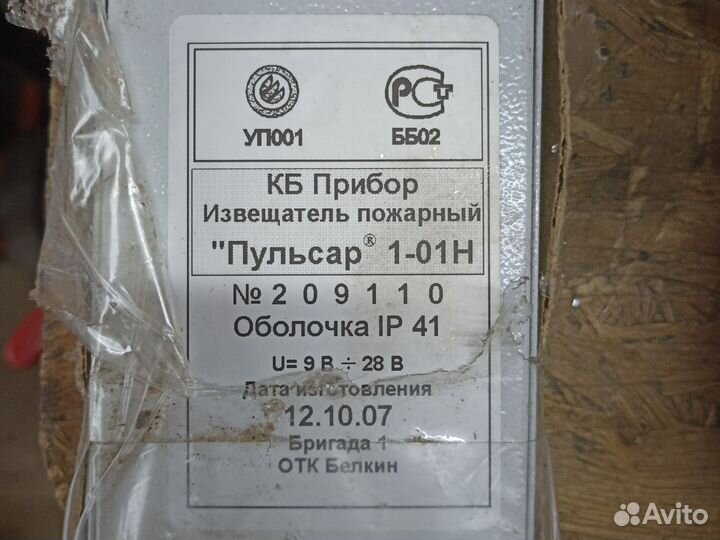 УП001
РСТ
ББ02
КБ Прибор
Извещатель пожарный
"Пульсар® 1-01Н
№ 2 0 9 1 1 0
Оболочка IP 41
U= 9 В ÷ 28 В
Дата изготовления
12.10.07
Бригада 1
ОТК Белкин
Avito